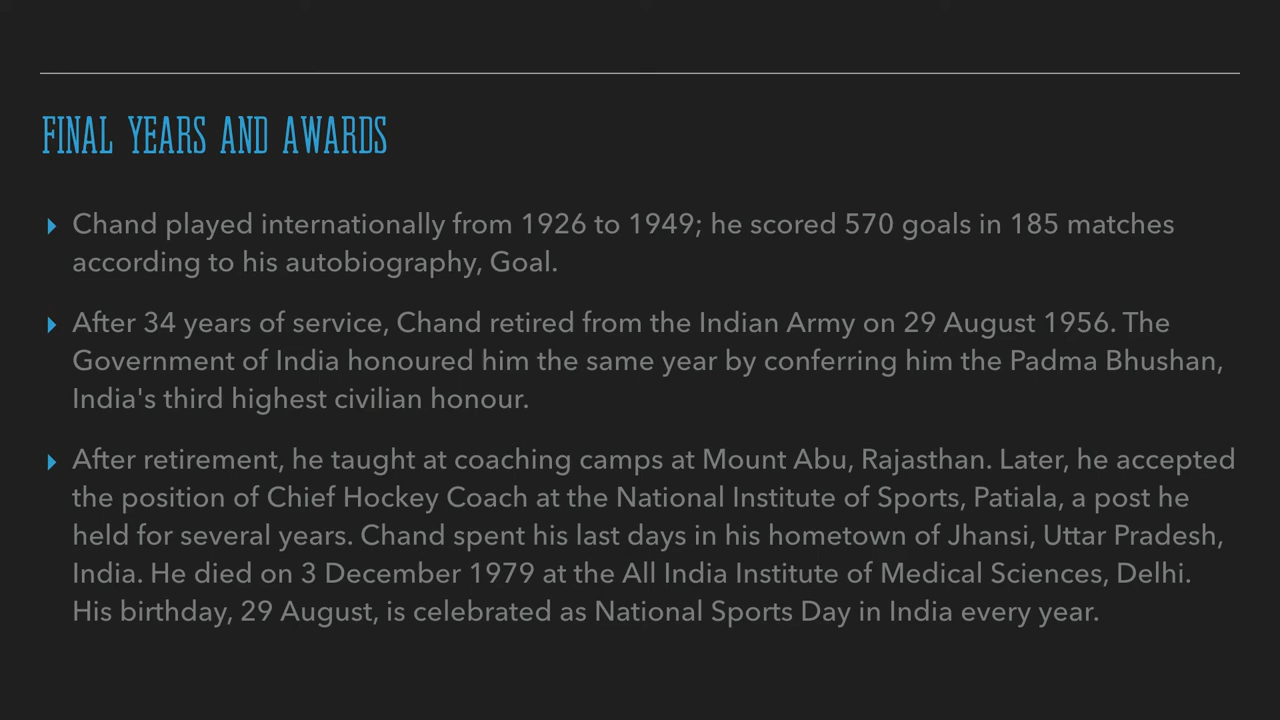 FINAL YEARS AND AWARDS
Chand played internationally from 1926 to 1949; he scored 570 goals in 185 matches
according to his autobiography, Goal.
After 34 years of service, Chand retired from the Indian Army on 29 August 1956. The
Government of India honoured him the same year by conferring him the Padma Bhushan,
India's third highest civilian honour.
After retirement, he taught at coaching camps at Mount Abu, Rajasthan. Later, he accepted
the position of Chief Hockey Coach at the National Institute of Sports, Patiala, a post he
held for several years. Chand spent his last days in his hometown of Jhansi, Uttar Pradesh,
India. He died on 3 December 1979 at the All India Institute of Medical Sciences, Delhi.
His birthday, 29 August, is celebrated as National Sports Day in India every year.